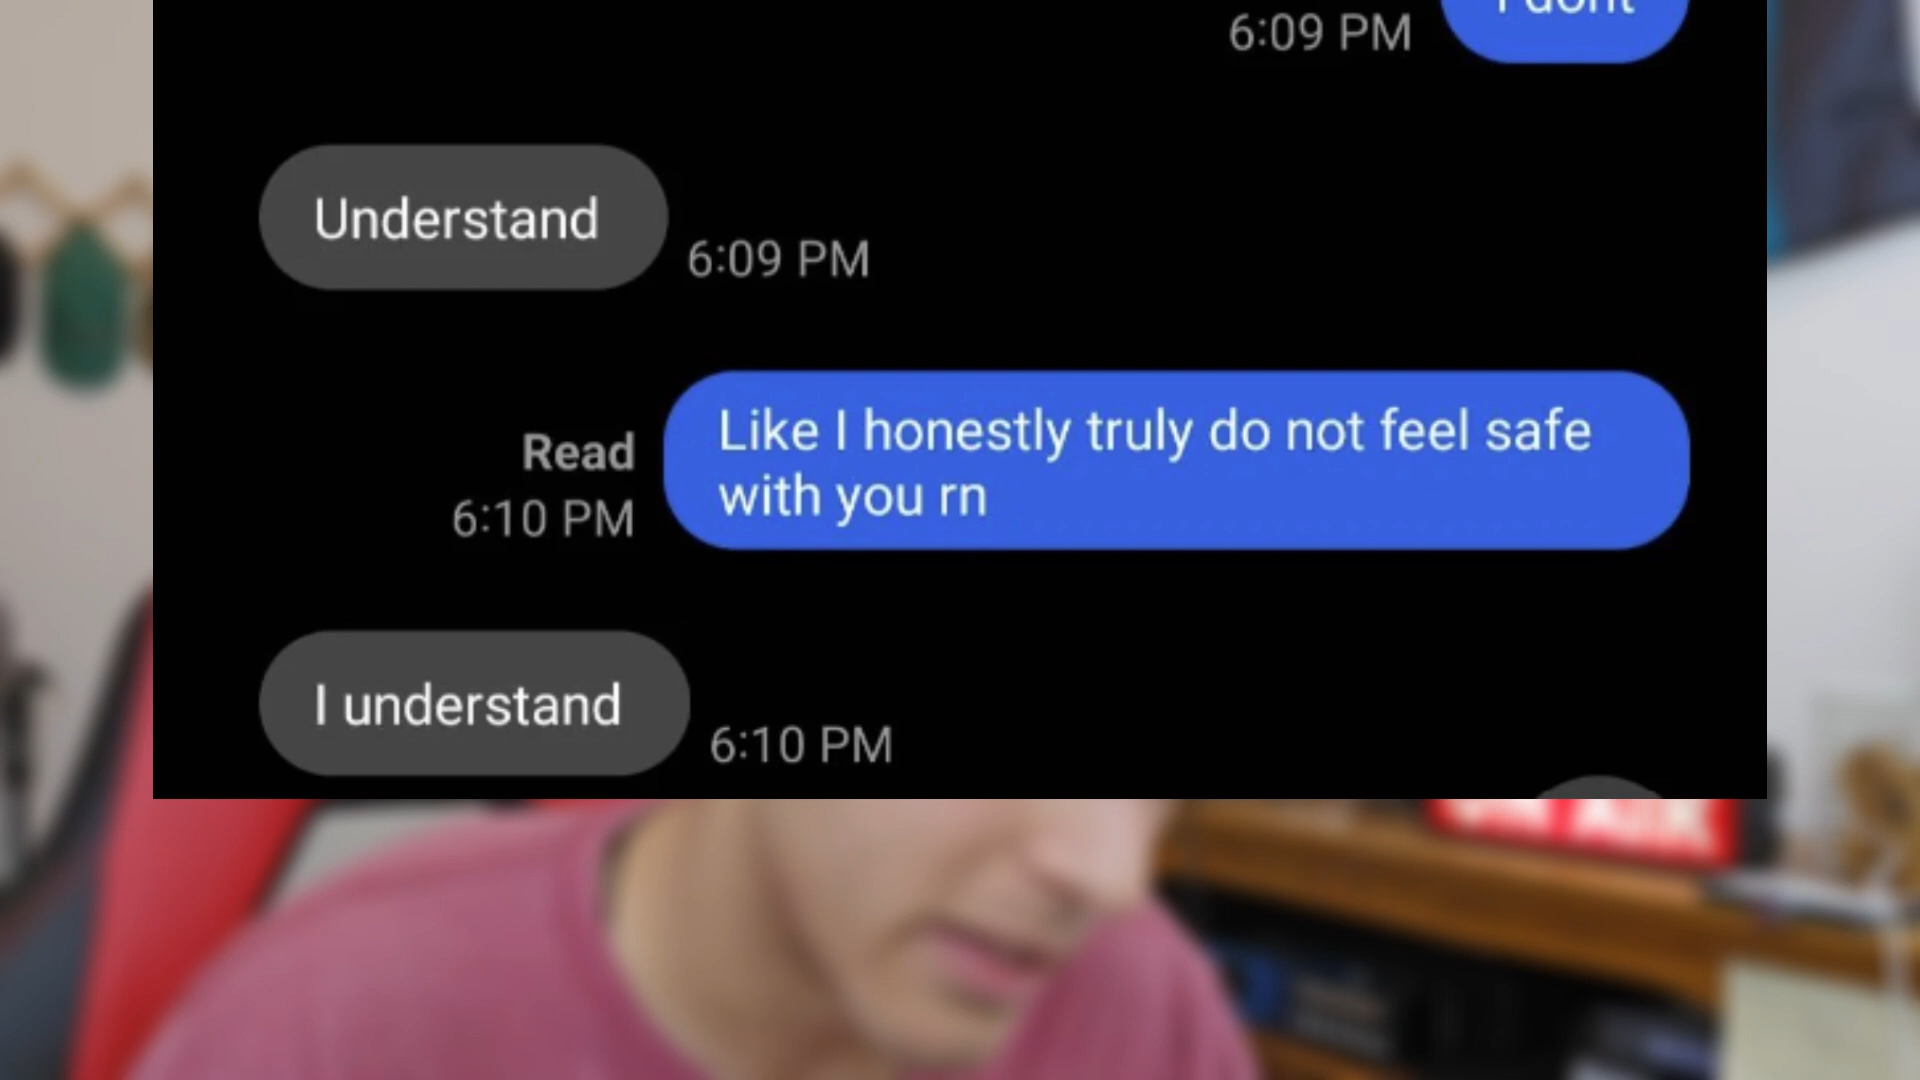 I dont
6:09 PM
Understand
6:09 PM
Like I honestly truly do not feel safe
with you rn
Read
6:10 PM
I understand
6:10 PM